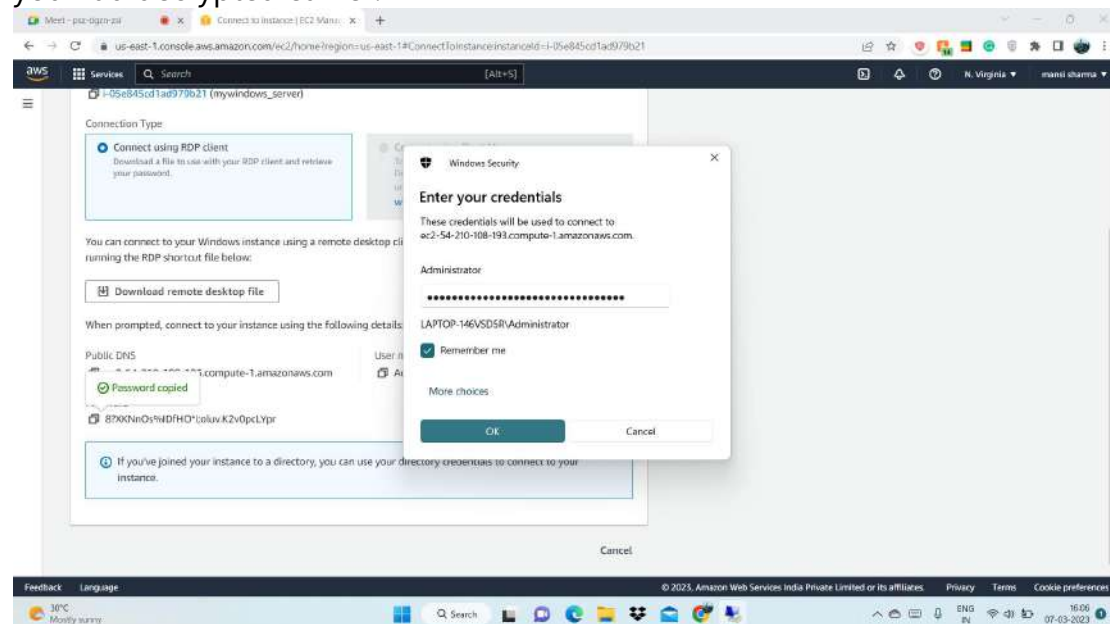 Meet - psz-dgzn-zsi
Connect to instance | EC2 Mana
us-east-1.console.aws.amazon.com/ec2/home?region=us-east-1#ConnectToInstance:instanceId=i-05e845cd1ad979b21
aws Services Search [Alt+S] N. Virginia mansi sharma
i-05e845cd1ad979b21 (mywindows_server)
Connection Type
Connect using RDP client
Download a file to use with your RDP client and retrieve
your password.
You can connect to your Windows instance using a remote desktop cli
running the RDP shortcut file below:
Download remote desktop file
When prompted, connect to your instance using the following details
Public DNS User n
.compute-1.amazonaws.com
Password copied
If you've joined your instance to a directory, you can use your directory credentials to connect to your
instance.
Cancel
Windows Security
Enter your credentials
These credentials will be used to connect to
ec2-54-210-108-193.compute-1.amazonaws.com.
Administrator
LAPTOP-146VSD5R\Administrator
Remember me
More choices
OK Cancel
Feedback Language © 2023, Amazon Web Services India Private Limited or its affiliates. Privacy Terms Cookie preferences
30°C
Mostly sunny
Search
ENG
IN
16:06
07-03-2023